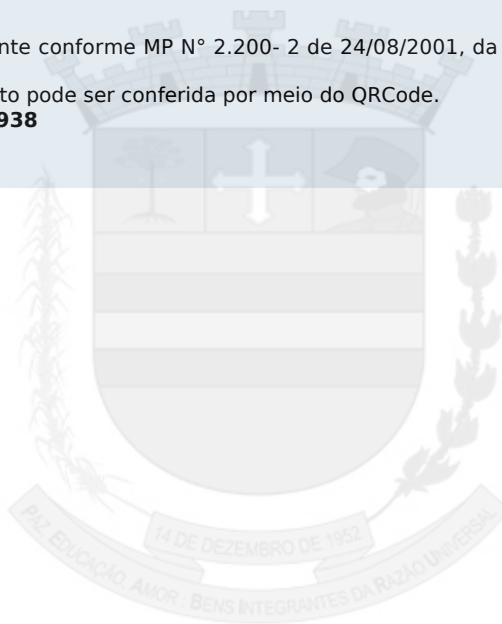 nte conforme MP N° 2.200- 2 de 24/08/2001, da
to pode ser conferida por meio do QRCode.
938
14 DE DEZEMBRO DE 1952
PAZ, EDUCAÇÃO, AMOR : BENS INTEGRANTES DA RAZÃO UNIVERSAL